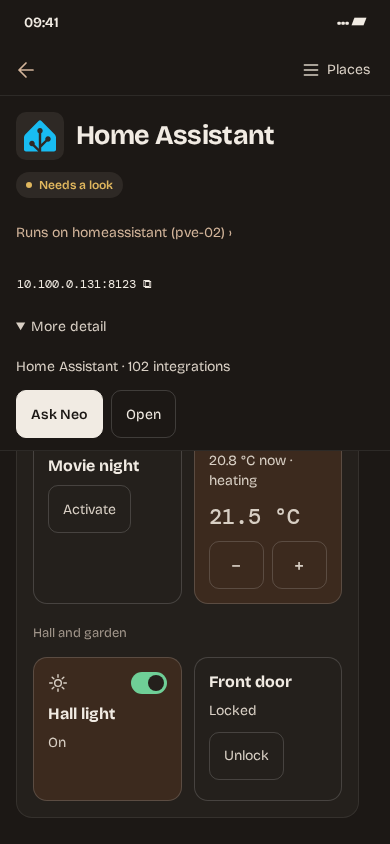 09:41
Places
Home Assistant
Needs a look
Runs on homeassistant (pve-02) ›
10.100.0.131:8123
▼ More detail
Home Assistant · 102 integrations
Ask Neo
Open
Movie night
Activate
20.8 °C now ·
heating
21.5 °C
−
+
Hall and garden
Hall light
On
Front door
Locked
Unlock